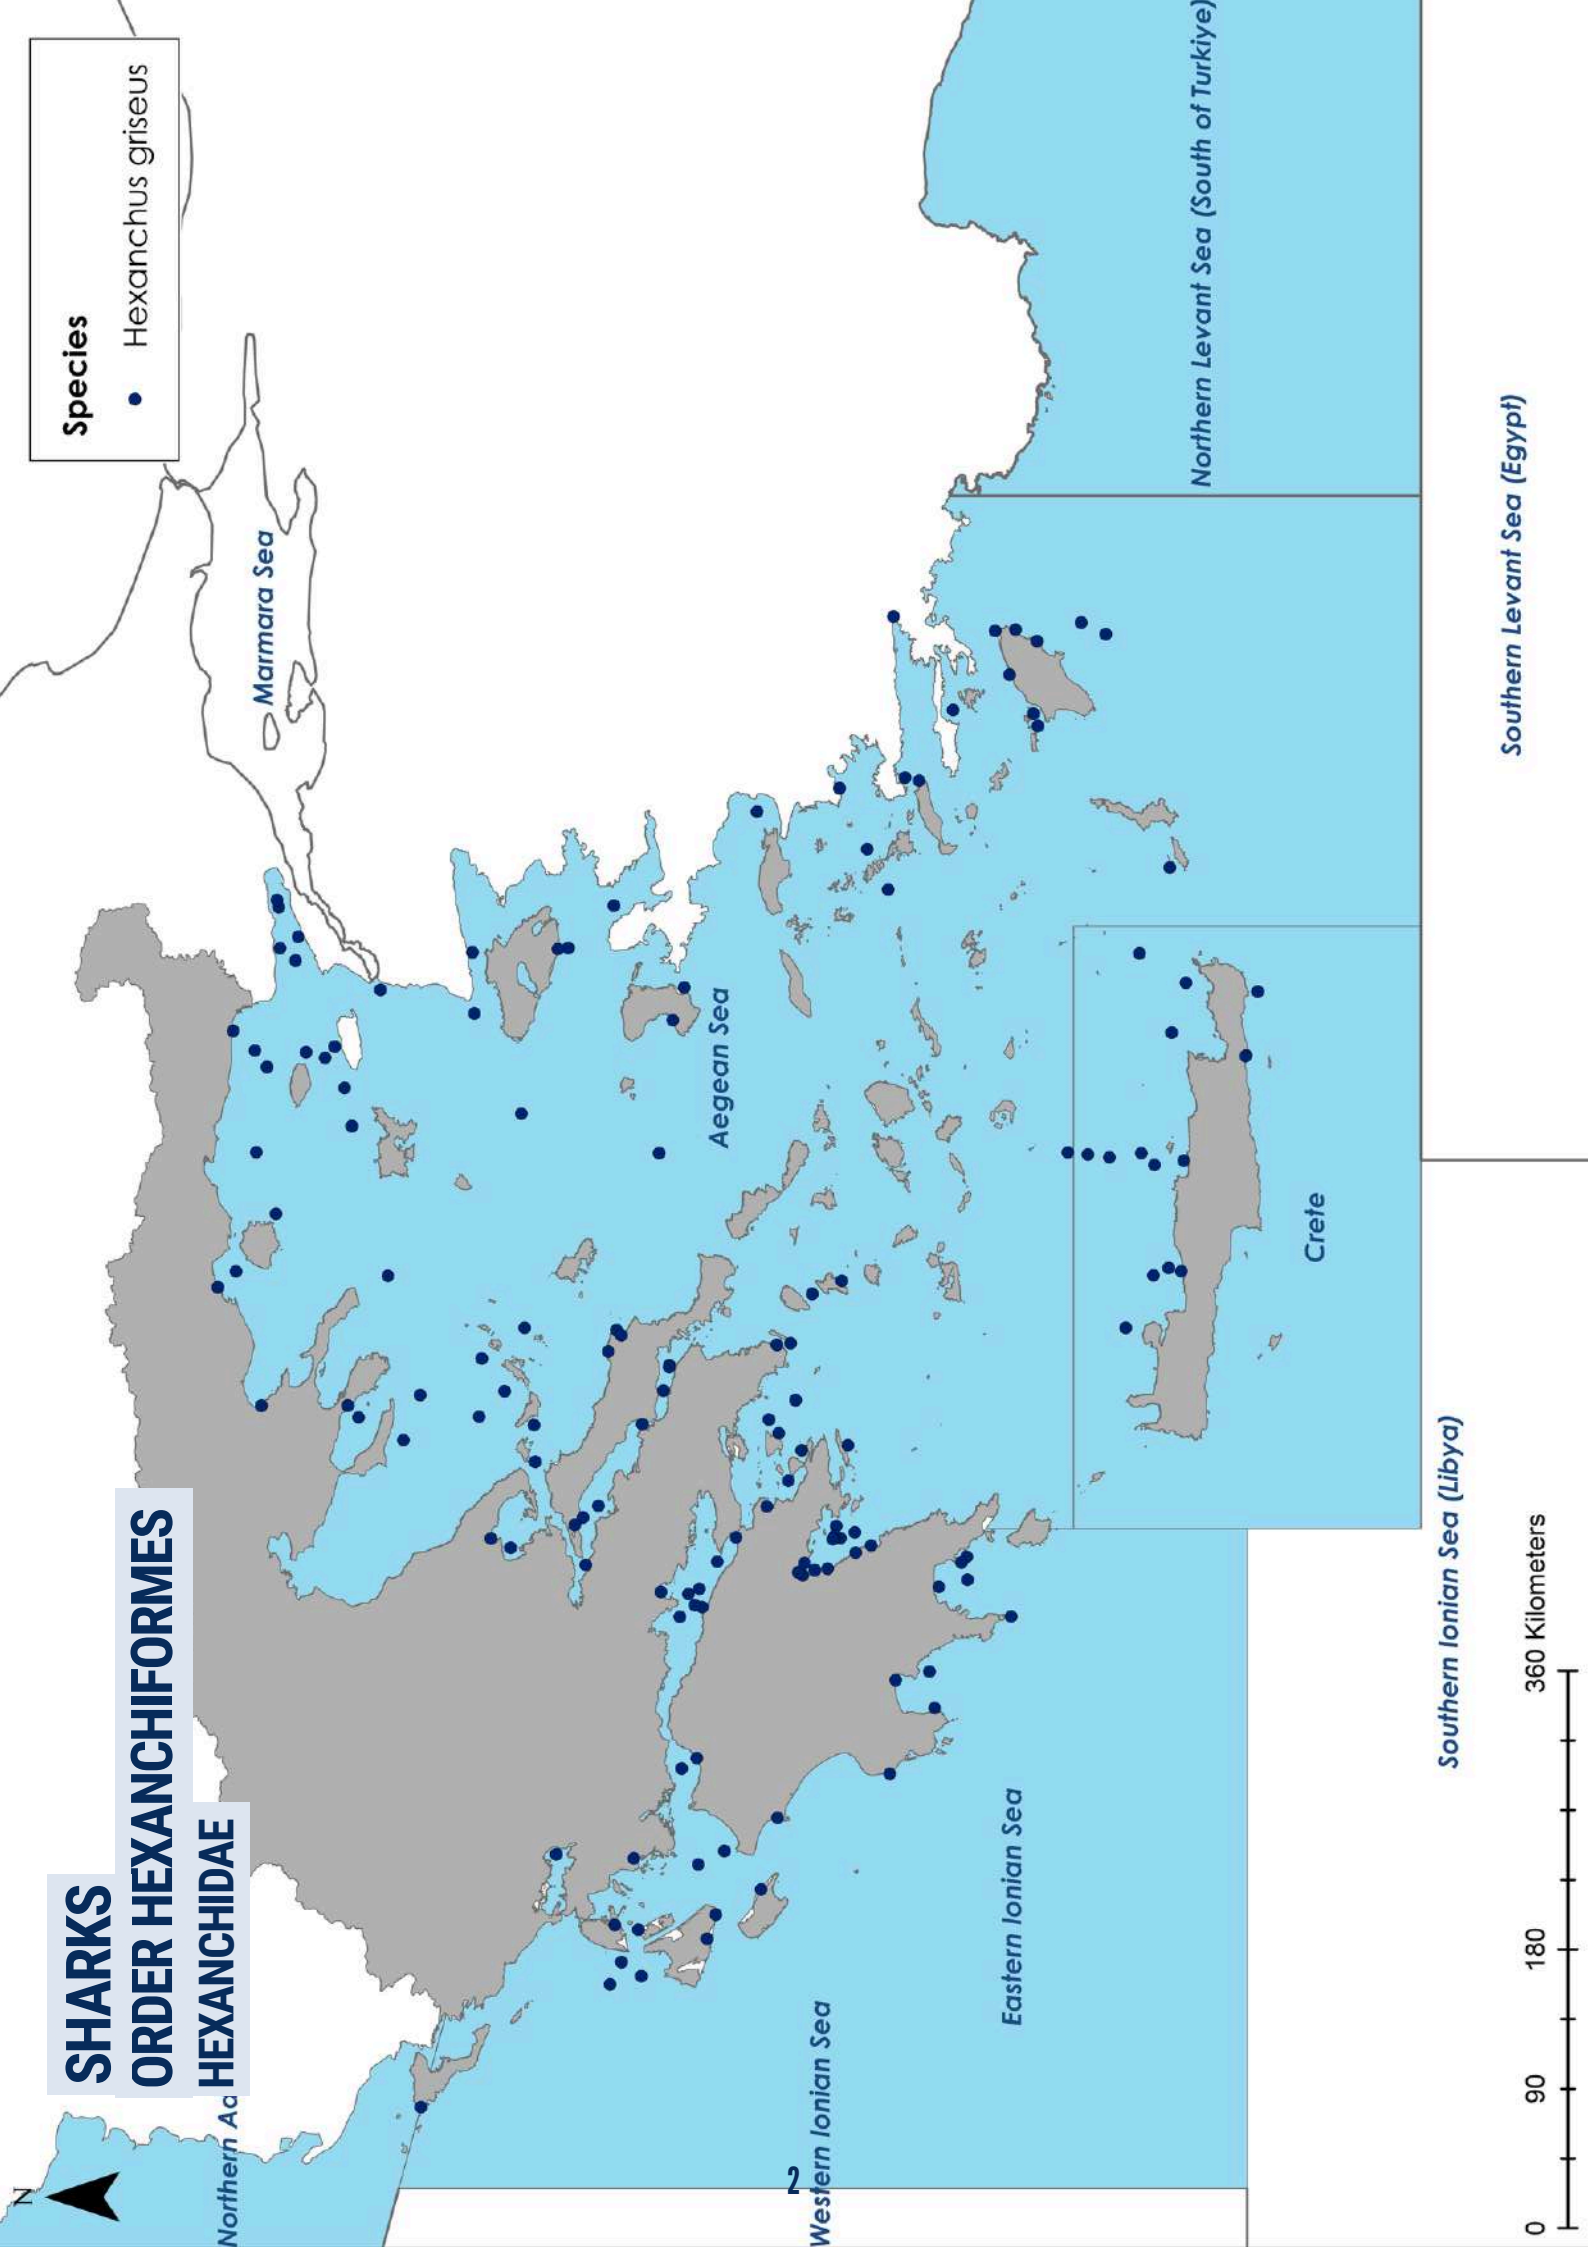 SHARKS
ORDER HEXANCHIFORMES
HEXANCHIDAE
Species
Hexanchus griseus
N
Northern Ad
Marmara Sea
Aegean Sea
Western Ionian Sea
Eastern Ionian Sea
Crete
Northern Levant Sea (South of Turkiye)
Southern Ionian Sea (Libya)
Southern Levant Sea (Egypt)
0 90 180 360 Kilometers
2